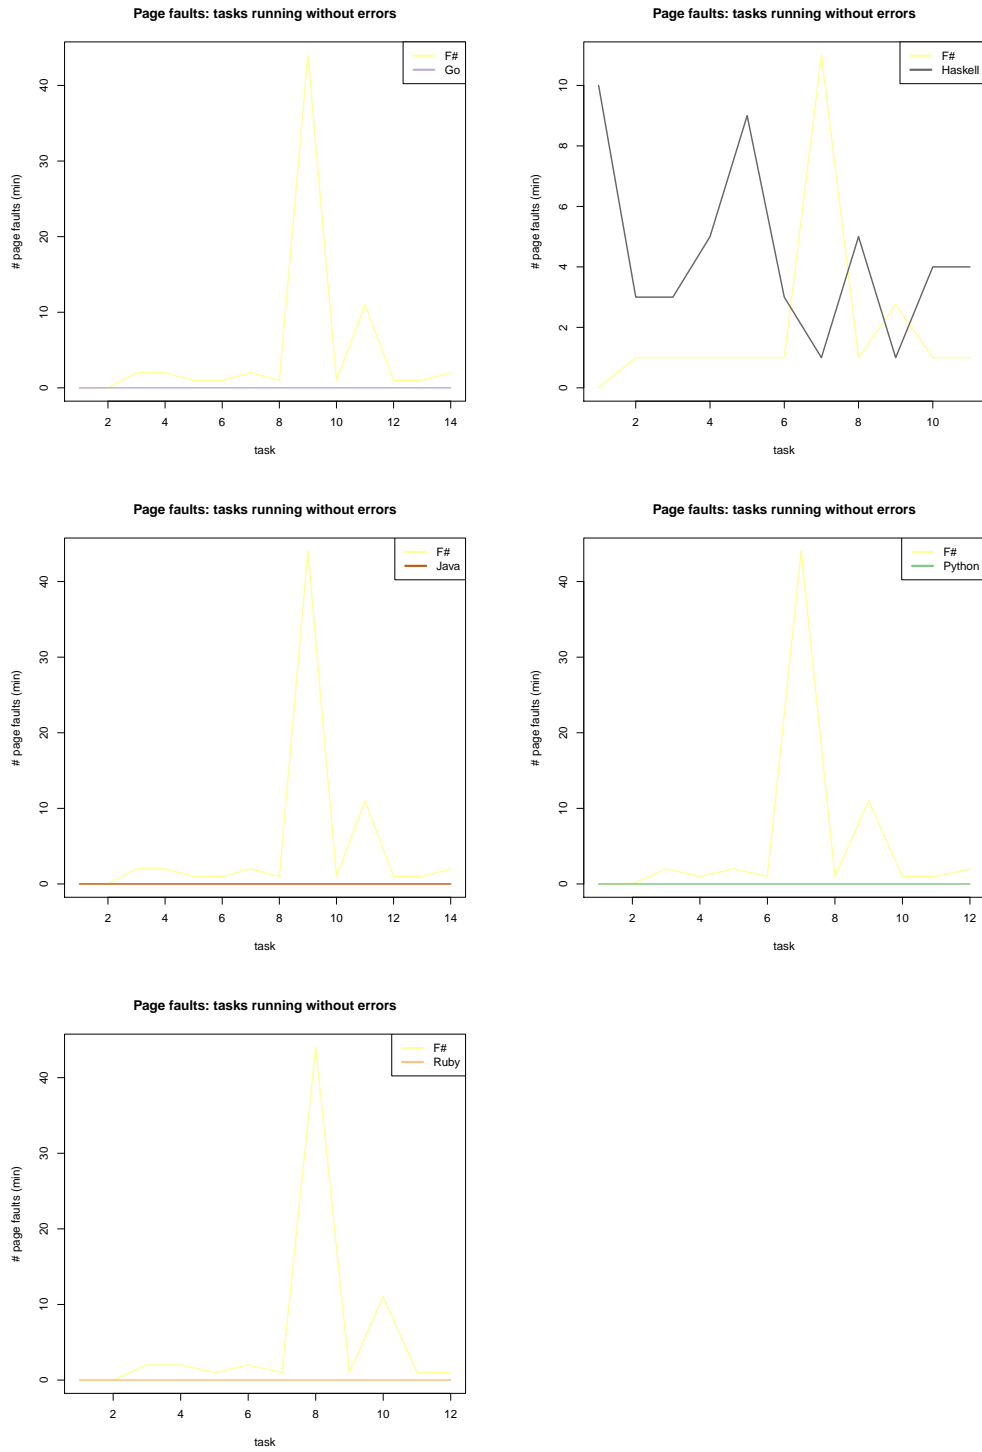 Page faults: tasks running without errors
F#
Go
# page faults (min)
40
30
20
10
0
2 4 6 8 10 12 14
task
Page faults: tasks running without errors
F#
Haskell
# page faults (min)
10
8
6
4
2
0
2 4 6 8 10
task
Page faults: tasks running without errors
F#
Java
# page faults (min)
40
30
20
10
0
2 4 6 8 10 12 14
task
Page faults: tasks running without errors
F#
Python
# page faults (min)
40
30
20
10
0
2 4 6 8 10 12
task
Page faults: tasks running without errors
F#
Ruby
# page faults (min)
40
30
20
10
0
2 4 6 8 10 12
task